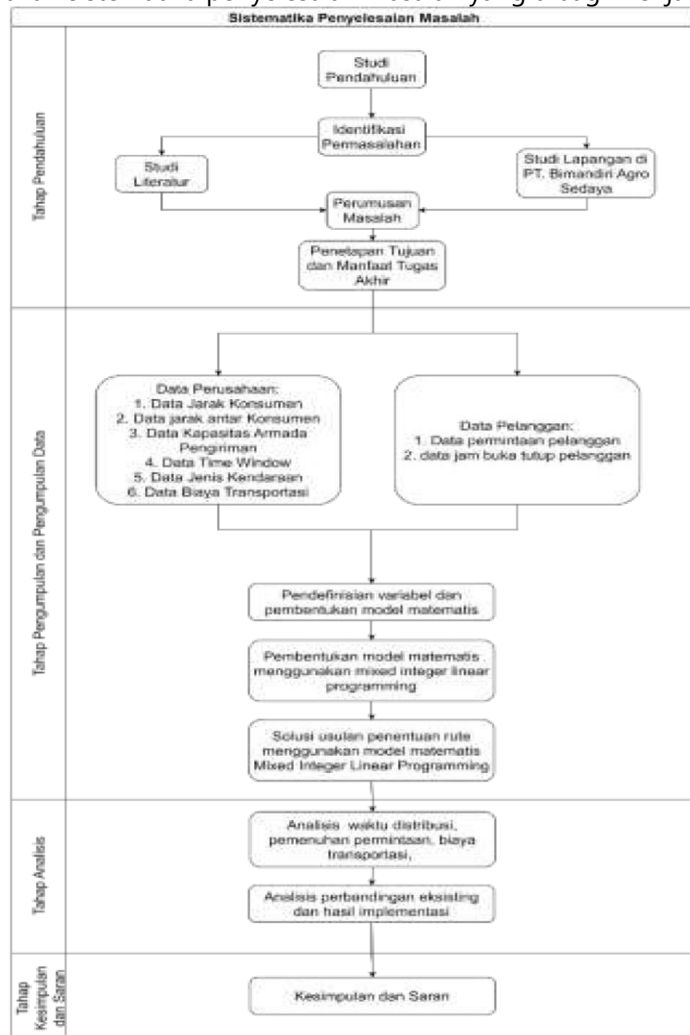 Sistematika Penyelesaian Masalah
Tahap Pendahuluan
Studi
Pendahuluan
Identifikasi
Permasalahan
Studi
Literatur
Studi Lapangan di
PT. Bimandiri Agro
Sedaya
Perumusan
Masalah
Penetapan Tujuan
dan Manfaat Tugas
Akhir
Tahap Pengumpulan dan Pengumpulan Data
Data Perusahaan:
1. Data Jarak Konsumen
2. Data jarak antar Konsumen
3. Data Kapasitas Armada
Pengiriman
4. Data Time Window
5. Data Jenis Kendaraan
6. Data Biaya Transportasi
Data Pelanggan:
1. Data permintaan pelanggan
2. data jam buka tutup pelanggan
Pendefinisian variabel dan
pembentukan model matematis
Pembentukan model matematis
menggunakan mixed integer linear
programming
Solusi usulan penentuan rute
menggunakan model matematis
Mixed Integer Linear Programming
Tahap Analisis
Analisis waktu distribusi,
pemenuhan permintaan, biaya
transportasi,
Analisis perbandingan eksisting
dan hasil implementasi
Tahap
Kesimpulan
dan Saran
Kesimpulan dan Saran